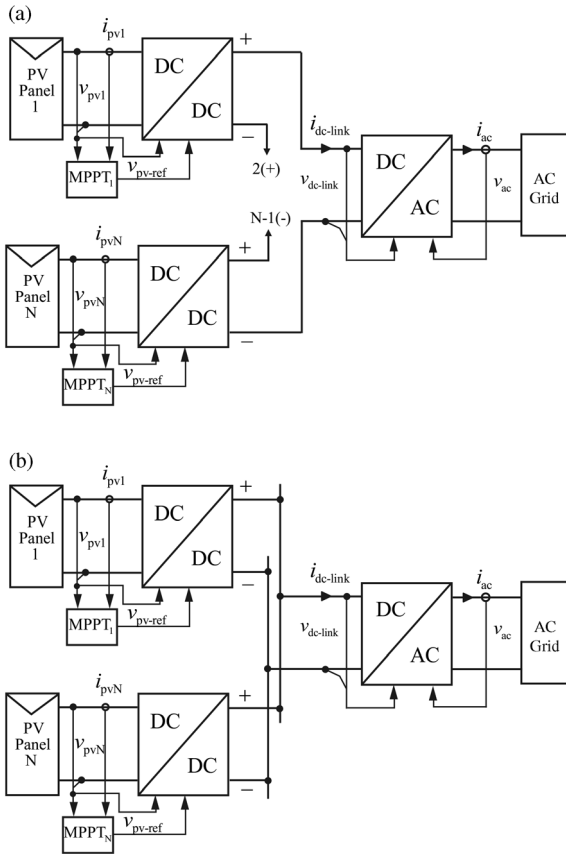 (a)
PV
Panel
1
i_pv1
v_pv1
MPPT_1
v_pv-ref
DC
DC
+
−
2(+)
i_dc-link
v_dc-link
DC
AC
i_ac
v_ac
AC
Grid
PV
Panel
N
i_pvN
v_pvN
MPPT_N
v_pv-ref
DC
DC
+
−
N-1(-)
(b)
PV
Panel
1
i_pv1
v_pv1
MPPT_1
v_pv-ref
DC
DC
+
−
i_dc-link
v_dc-link
DC
AC
i_ac
v_ac
AC
Grid
PV
Panel
N
i_pvN
v_pvN
MPPT_N
v_pv-ref
DC
DC
+
−